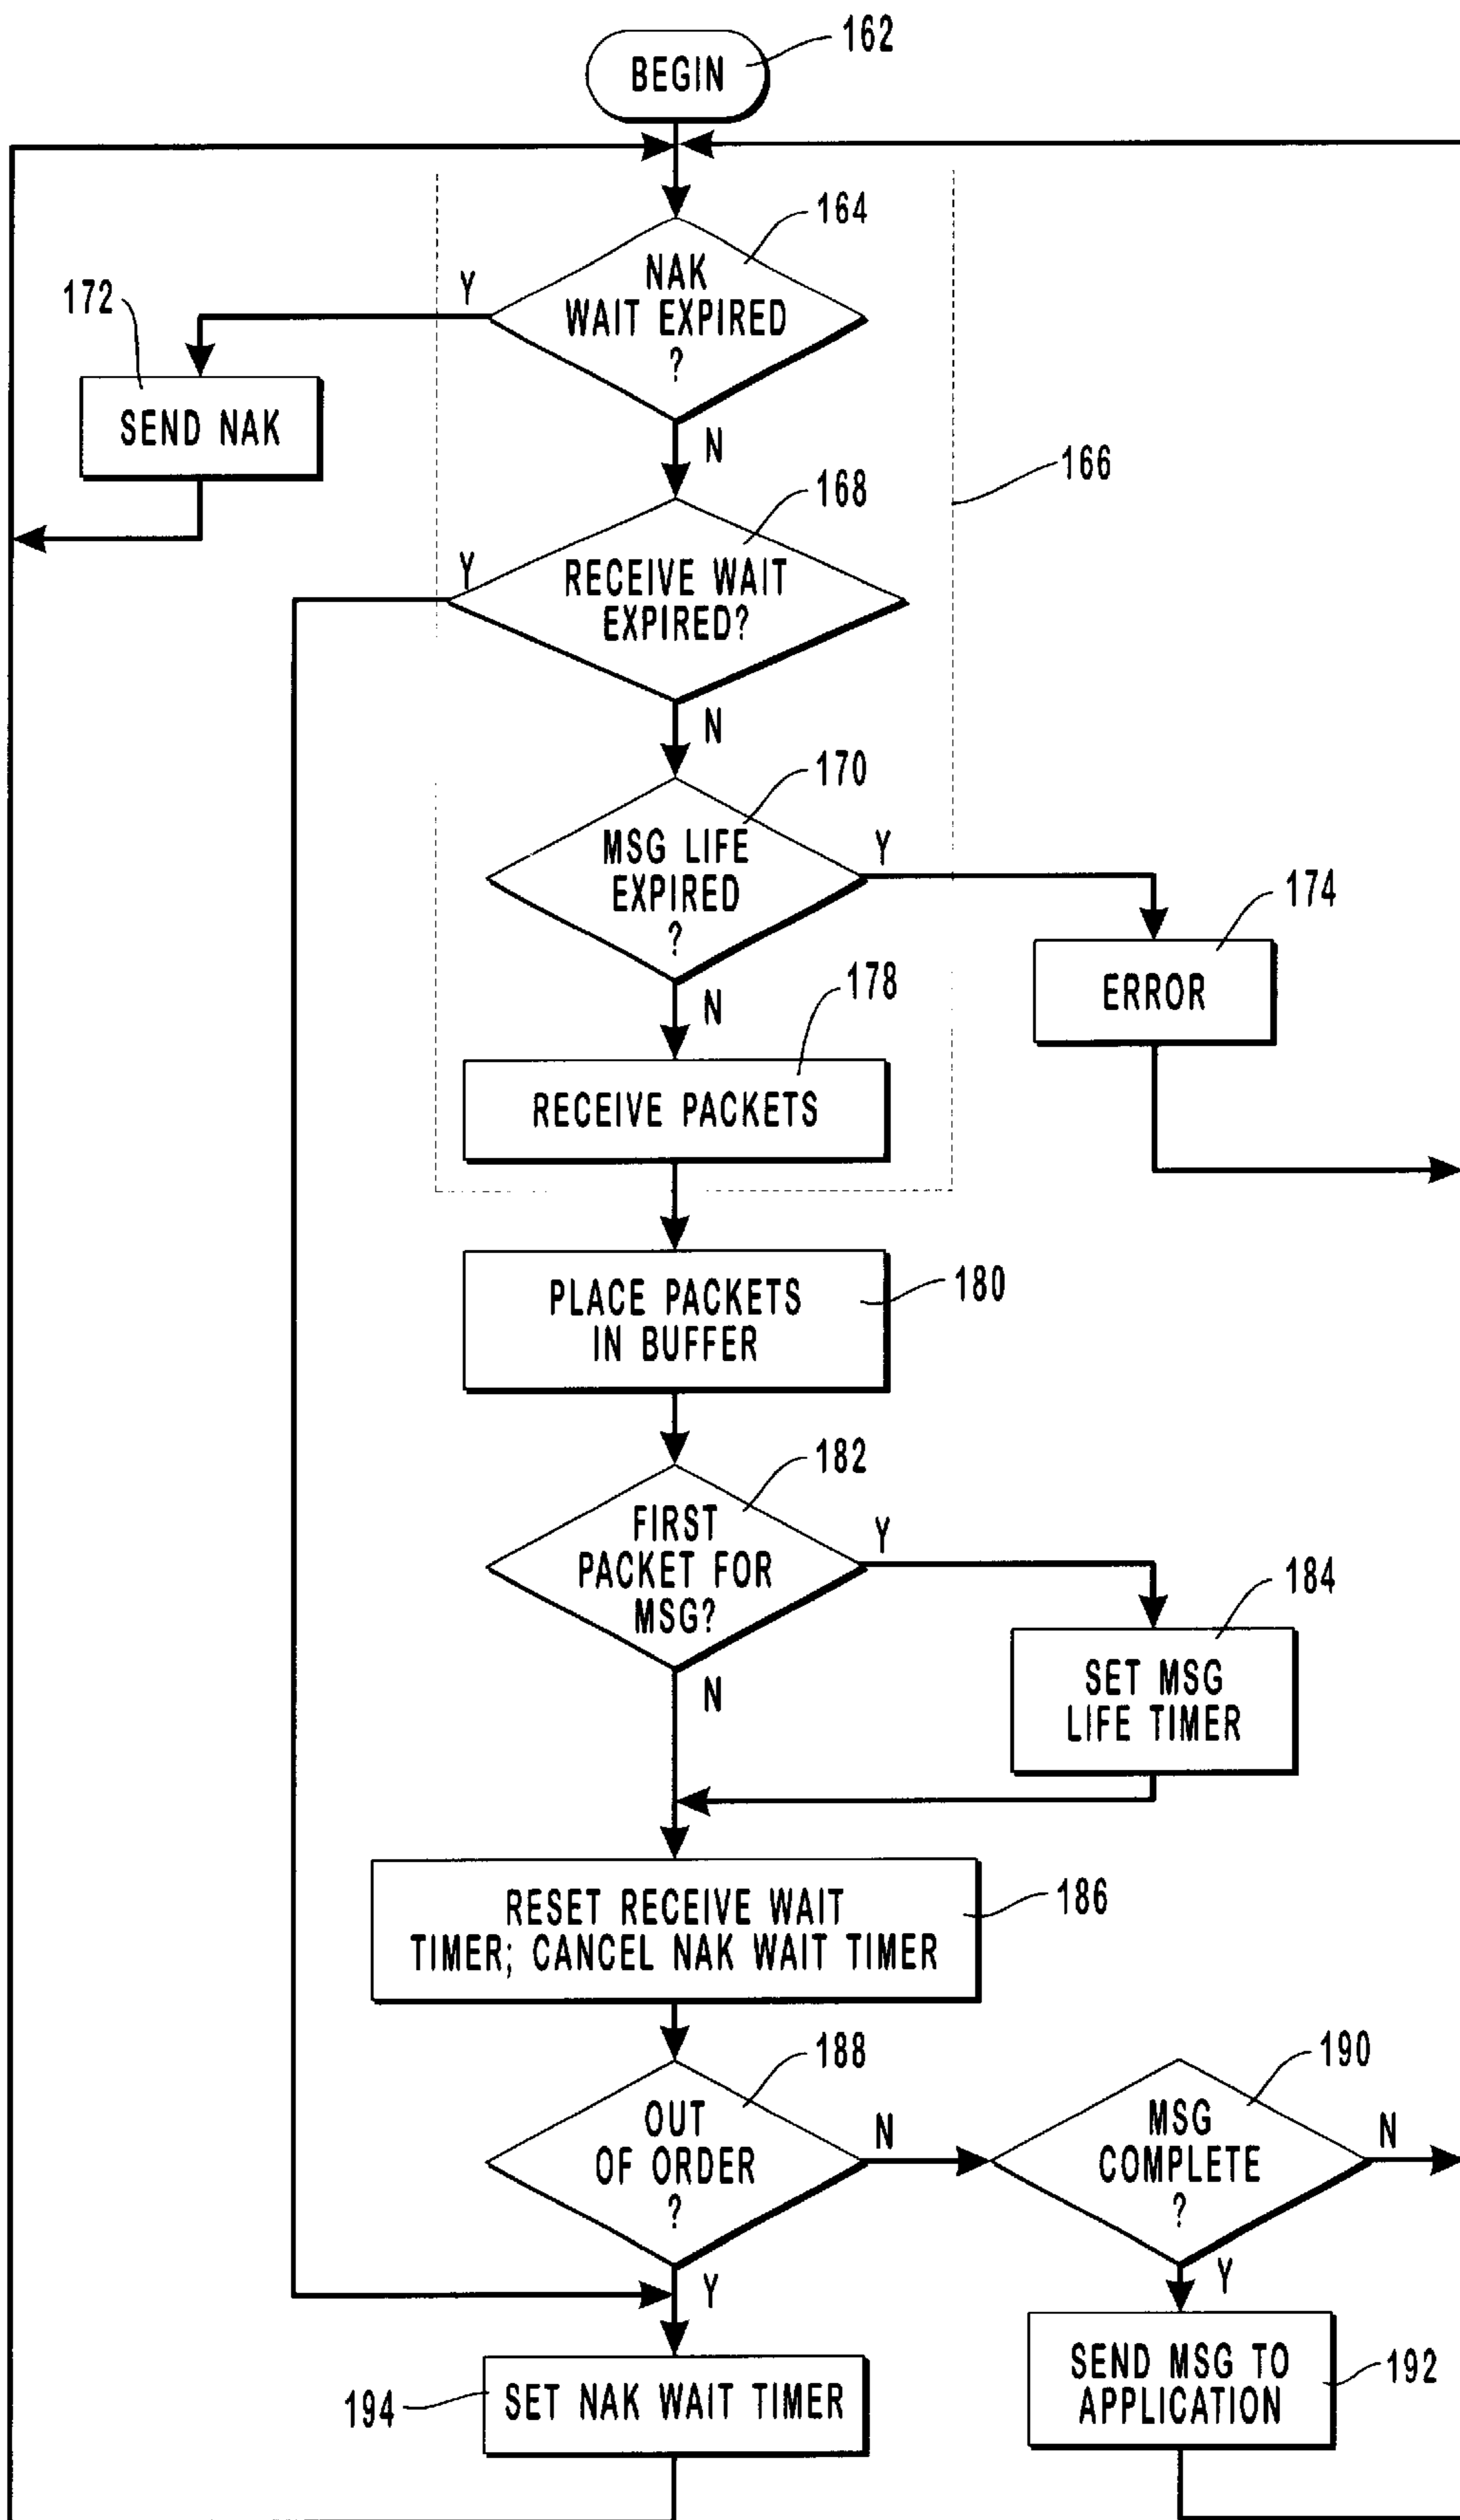 162
BEGIN
164
NAK
WAIT EXPIRED
?
Y
172
SEND NAK
N
166
168
RECEIVE WAIT
EXPIRED?
Y
N
170
MSG LIFE
EXPIRED
?
Y
174
ERROR
N
178
RECEIVE PACKETS
PLACE PACKETS
IN BUFFER
180
182
FIRST
PACKET FOR
MSG?
Y
184
SET MSG
LIFE TIMER
N
RESET RECEIVE WAIT
TIMER; CANCEL NAK WAIT TIMER
186
188
OUT
OF ORDER
?
N
190
MSG
COMPLETE
?
N
Y
Y
194
SET NAK WAIT TIMER
SEND MSG TO
APPLICATION
192